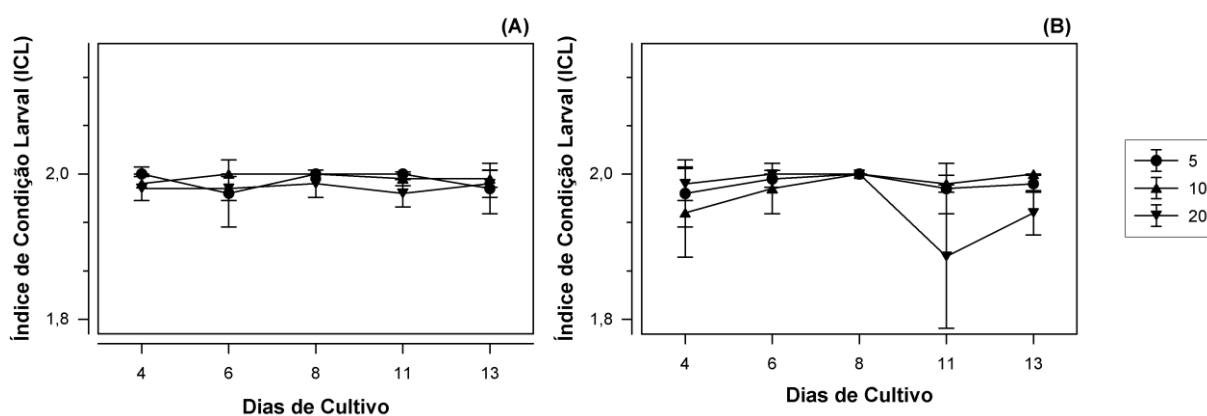 (A)
Índice de Condição Larval (ICL)
2,0
1,8
4 6 8 11 13
Dias de Cultivo
(B)
Índice de Condição Larval (ICL)
2,0
1,8
4 6 8 11 13
Dias de Cultivo
5
10
20